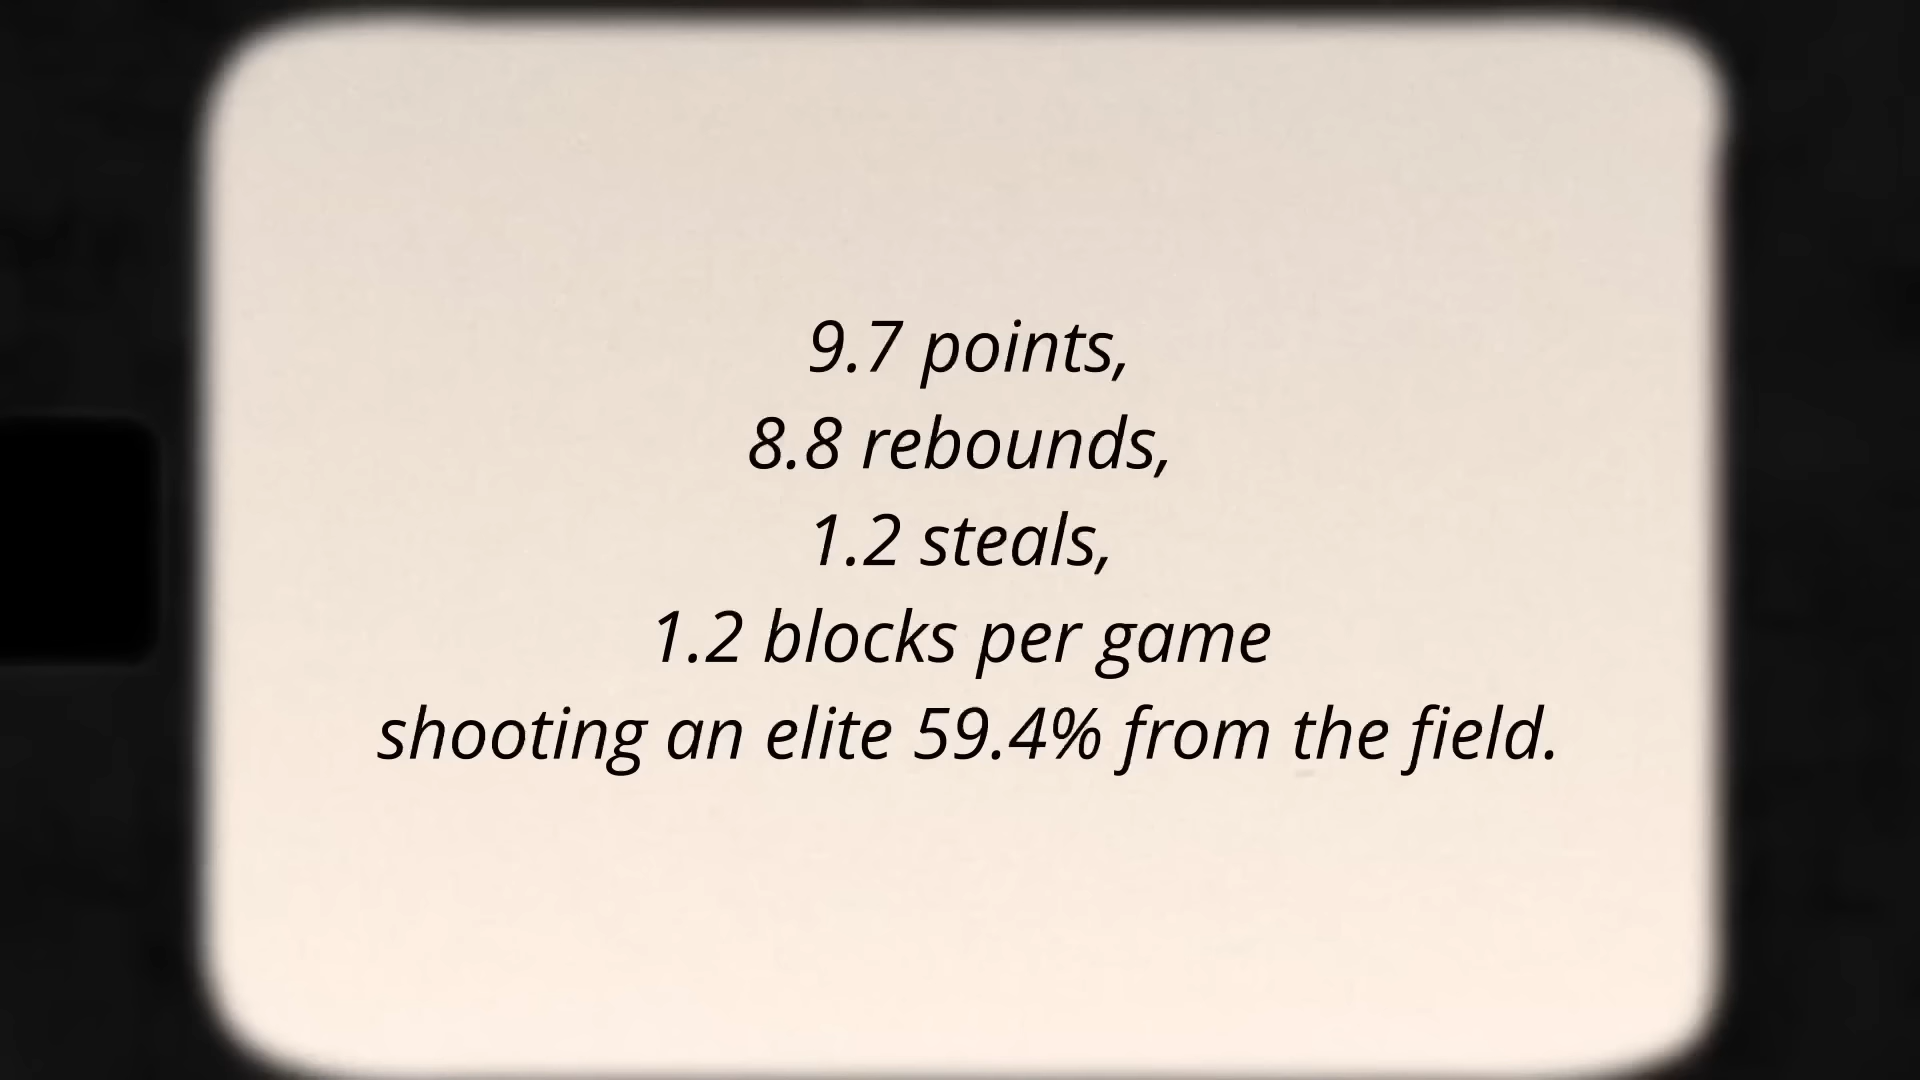 9.7 points,
8.8 rebounds,
1.2 steals,
1.2 blocks per game
shooting an elite 59.4% from the field.